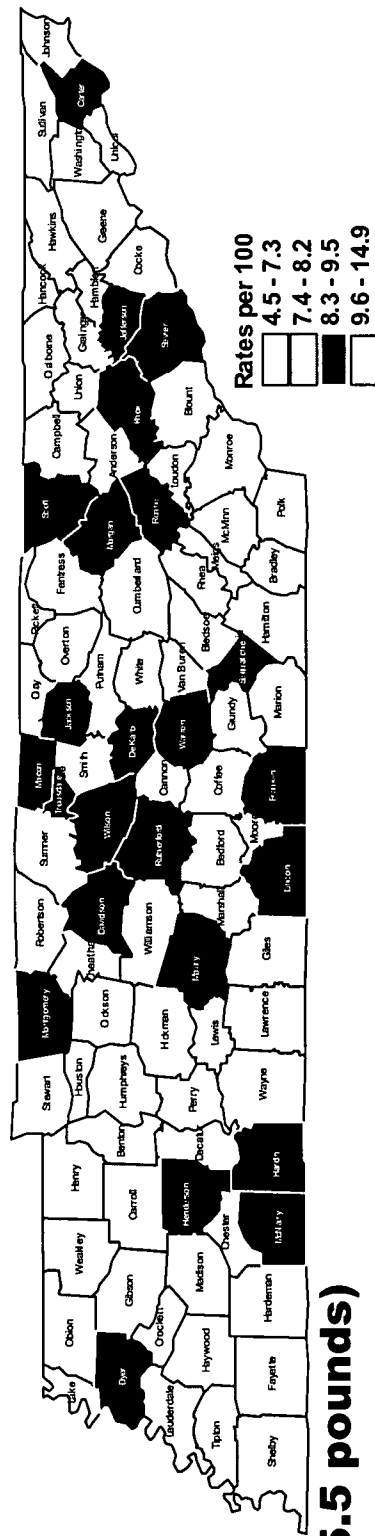 5.5 pounds)
Rates per 100
4.5 - 7.3
7.4 - 8.2
8.3 - 9.5
9.6 - 14.9
Lake
Obion
Weakley
Henry
Stewart
Montgomery
Robertson
Sumner
Macon
Trousdale
Clay
Pickett
Scott
Campbell
Claiborne
Hancock
Hawkins
Sullivan
Johnson
Carter
Washington
Unicoi
Greene
Hamblen
Grainger
Union
Jefferson
Cocke
Sevier
Knox
Anderson
Blount
Loudon
Roane
Morgan
Fentress
Overton
Jackson
Putnam
Cumberland
White
Smith
DeKalb
Wilson
Davidson
Cheatham
Dickson
Houston
Humphreys
Benton
Carroll
Gibson
Dyer
Crockett
Lauderdale
Haywood
Madison
Henderson
Decatur
Perry
Hickman
Williamson
Rutherford
Cannon
Warren
Van Buren
Bledsoe
Rhea
Meigs
McMinn
Monroe
Polk
Bradley
Hamilton
Sequatchie
Grundy
Marion
Coffee
Franklin
Bedford
Moore
Lincoln
Marshall
Maury
Lewis
Giles
Lawrence
Wayne
Hardin
Chester
McNairy
Hardeman
Fayette
Tipton
Shelby